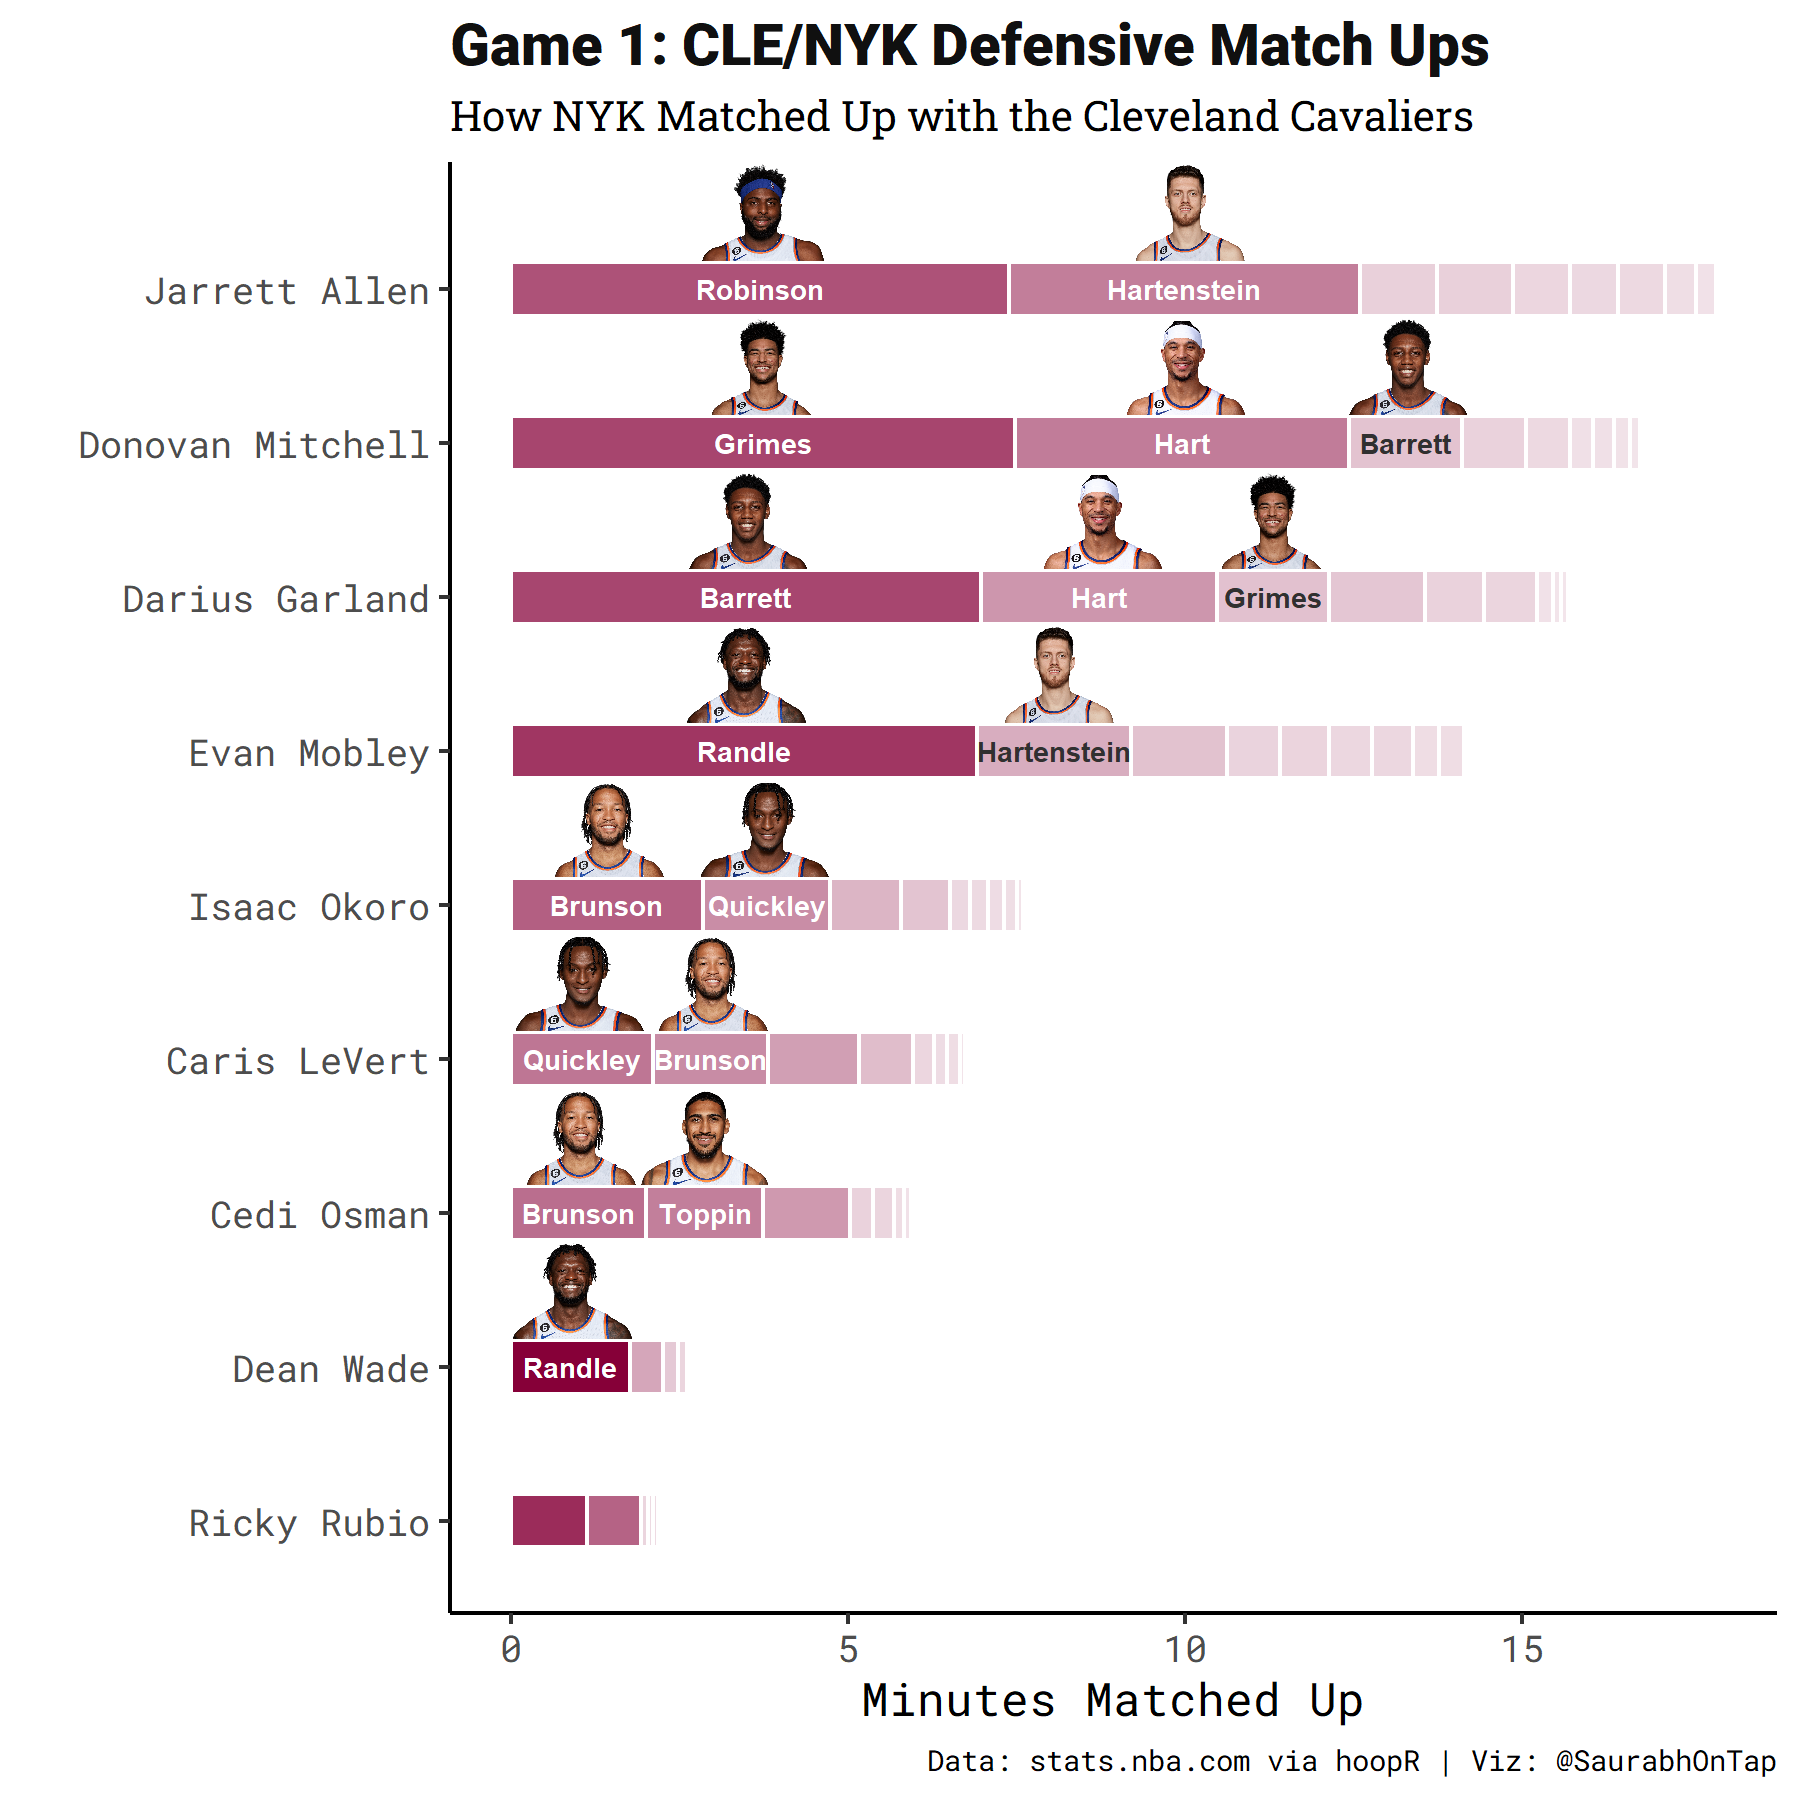 Game 1: CLE/NYK Defensive Match Ups
How NYK Matched Up with the Cleveland Cavaliers
Jarrett Allen
Robinson
Hartenstein
Donovan Mitchell
Grimes
Hart
Barrett
Darius Garland
Barrett
Hart
Grimes
Evan Mobley
Randle
Hartenstein
Isaac Okoro
Brunson
Quickley
Caris LeVert
Quickley
Brunson
Cedi Osman
Brunson
Toppin
Dean Wade
Randle
Ricky Rubio
0
5
10
15
Minutes Matched Up
Data: stats.nba.com via hoopR | Viz: @SaurabhOnTap